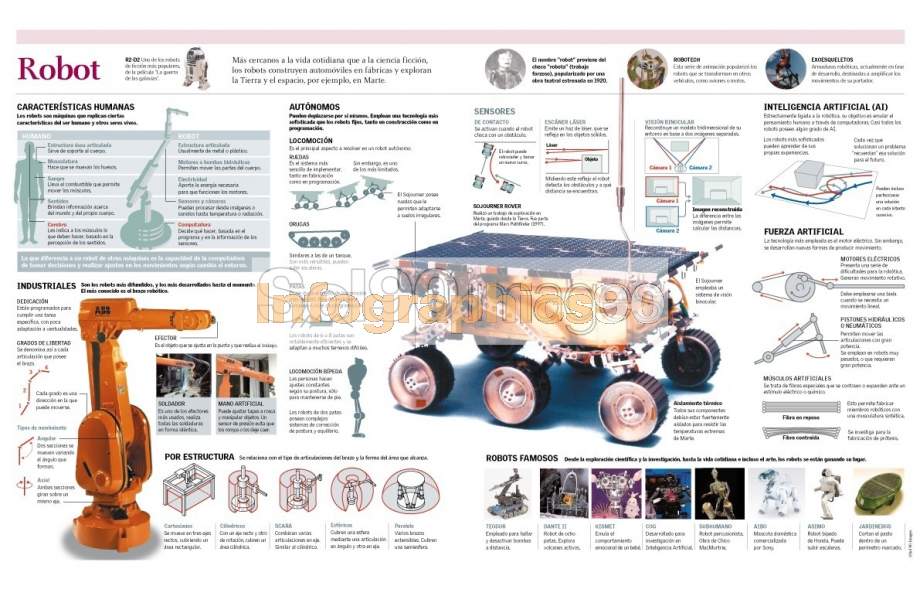 Robot
R2-D2 Uno de los robots
de ficción más populares,
de la película "La guerra
de las galaxias".
Más cercanos a la vida cotidiana que a la ciencia ficción,
los robots construyen automóviles en fábricas y exploran
la Tierra y el espacio, por ejemplo, en Marte.
El nombre "robot" proviene del
checo "robota" (trabajo
forzoso), popularizado por una
obra teatral estrenada en 1920.
ROBOTECH
Esta serie de animación popularizó los
robots que se transforman en otros
vehículos, como aviones o motos.
EXOESQUELETOS
Armaduras robóticas, actualmente en fase
de desarrollo, destinadas a amplificar los
movimientos de su portador.
CARACTERÍSTICAS HUMANAS
Los robots son máquinas que replican ciertas
características del ser humano y otros seres vivos.
HUMANO
ROBOT
Estructura ósea articulada
Sirve de soporte al cuerpo.
Estructura articulada
Usualmente de metal o plástico.
Musculatura
Hace que se muevan los huesos.
Motores o bombas hidráulicas
Permiten mover las partes del cuerpo.
Sangre
Lleva el combustible que permite
mover los músculos.
Electricidad
Aporta la energía necesaria
para que funcionen los motores.
Sentidos
Brindan información acerca
del mundo y del propio cuerpo.
Sensores y cámaras
Pueden procesar desde imágenes o
sonidos hasta temperatura o radiación.
Cerebro
Le indica a los músculos lo
que deben hacer, basado en la
percepción de los sentidos.
Computadora
Decide qué hacer, basada en el
programa y en la información de los
sensores.
Lo que diferencia a un robot de otras máquinas es la capacidad de la computadora
de tomar decisiones y realizar ajustes en los movimientos según cambia el entorno.
AUTÓNOMOS
Pueden desplazarse por sí mismos. Emplean una tecnología más
sofisticada que los robots fijos, tanto en construcción como en
programación.
LOCOMOCIÓN
Es el principal aspecto a resolver en un robot autónomo.
RUEDAS
Es el sistema más
sencillo de implementar,
tanto en fabricación
como en programación.
Sin embargo, es uno
de los más limitados.
El Sojourner posee
ruedas que le
permiten adaptarse
a suelos irregulares.
ORUGAS
Similares a las de un tanque.
Los robots de 6 u 8 patas son
notablemente eficientes y se
adaptan a muchos terrenos difíciles.
LOCOMOCIÓN BÍPEDA
Las personas hacen
ajustes constantes
según su postura, sólo
para mantenerse de pie.
Los robots de dos patas
poseen complejos
sistemas de corrección
de postura y equilibrio.
SENSORES
DE CONTACTO
Se activan cuando el robot
choca con un obstáculo.
El robot puede
retroceder y tomar
un nuevo rumbo.
ESCÁNER LÁSER
Emite un haz de láser, que se
refleja en los objetos sólidos.
Láser
Objeto
Midiendo este reflejo el robot
detecta los obstáculos y a qué
distancia se encuentran.
VISIÓN BINOCULAR
Reconstruye un modelo tridimensional de su
entorno en base a dos imágenes separadas.
Cámara 1
Cámara 2
Cámara 1
Cámara 2
Imagen reconstruida
La diferencia entre las
imágenes permite
calcular las distancias.
SOJOURNER ROVER
Realizó un trabajo de exploración en
Marte, guiado desde la Tierra. Fue parte
del programa Mars Pathfinder (1997).
El Sojourner
emplea un
sistema de visión
binocular.
Aislamiento térmico
Todos sus componentes
debían estar fuertemente
aislados para resistir las
temperaturas extremas
de Marte.
INTELIGENCIA ARTIFICIAL (AI)
Estrechamente ligada a la robótica, su objetivo es emular el
pensamiento humano a través de computadoras. Casi todos los
robots poseen algún grado de AI.
Los robots más sofisticados
pueden aprender de sus
propias experiencias.
Cada vez que
solucionan un problema
"recuerdan" esa solución
para el futuro.
Pueden incluso
perfeccionar
una solución
en cada intento
sucesivo.
FUERZA ARTIFICIAL
La tecnología más empleada es el motor eléctrico. Sin embargo,
se desarrollan nuevas formas de producir movimiento.
MOTORES ELÉCTRICOS
Presenta una serie de
dificultades para la robótica.
Generan movimiento rotativo.
Debe emplearse una leva
cuando se necesita un
movimiento lineal.
PISTONES HIDRÁULICOS
O NEUMÁTICOS
Permiten mover las
articulaciones con gran
potencia.
Se emplean en robots muy
pesados, o que requieren
gran potencia.
MÚSCULOS ARTIFICIALES
Se trata de fibras especiales que se contraen o expanden ante un
estímulo eléctrico o químico.
Fibra en reposo
Fibra contraída
Esto permite fabricar
miembros robóticos con
una musculatura sintética.
Se investiga para la
fabricación de prótesis.
INDUSTRIALES
Son los robots más difundidos, y los más desarrollados hasta el momento.
El más conocido es el brazo robótico.
DEDICACIÓN
Están programados para
cumplir una tarea
específica, con poca
adaptación a eventualidades.
GRADOS DE LIBERTAD
Se denomina así a cada
articulación que posee
el brazo.
Cada grado es una
dirección en la que
puede moverse.
Tipos de movimiento
Angular
Dos secciones se
mueven variando
el ángulo que
forman.
Axial
Ambas secciones
giran sobre un
mismo eje.
ABB
EFECTOR
Es el objeto que se ajusta en la punta y que realiza el trabajo.
SOLDADOR
Es uno de los efectores
más usados, realiza
todas las soldaduras
en forma idéntica.
MANO ARTIFICIAL
Puede ajustar tapas a rosca
y manipular objetos. Un
sensor de presión evita que
los rompa o los deje caer.
Infographics90
POR ESTRUCTURA
Se relaciona con el tipo de articulaciones del brazo y la forma del área que alcanza.
Cartesianos
Se mueve en tres ejes
rectos, cubriendo un
área rectangular.
Cilíndricos
Con un eje recto y otro
de rotación, cubren un
área cilíndrica.
SCARA
Combinan varias
articulaciones en eje.
Similar al cilíndrico.
Esféricos
Cubren una esfera
mediante una articulación
en ángulo y otra en eje.
Paralelo
Varios brazos
extensibles. Cubren
una semiesfera.
ROBOTS FAMOSOS
Desde la exploración científica y la investigación, hasta la vida cotidiana e incluso el arte, los robots se están ganando su lugar.
TEODOR
Empleado para hallar
y desactivar bombas
a distancia.
DANTE II
Robot de ocho
patas. Explora
volcanes activos.
KISMET
Simula el
comportamiento
emocional de un bebé.
COG
Desarrollado para
investigación en
Inteligencia Artificial.
SUBHUMANO
Robot percusionista.
Obra de Chico
MacMurtrie.
AIBO
Mascota doméstica
comercializada
por Sony.
ASIMO
Robot bípedo
de Honda. Puede
subir escaleras.
JARDINEROS
Cortan el pasto
dentro de un
perímetro marcado.